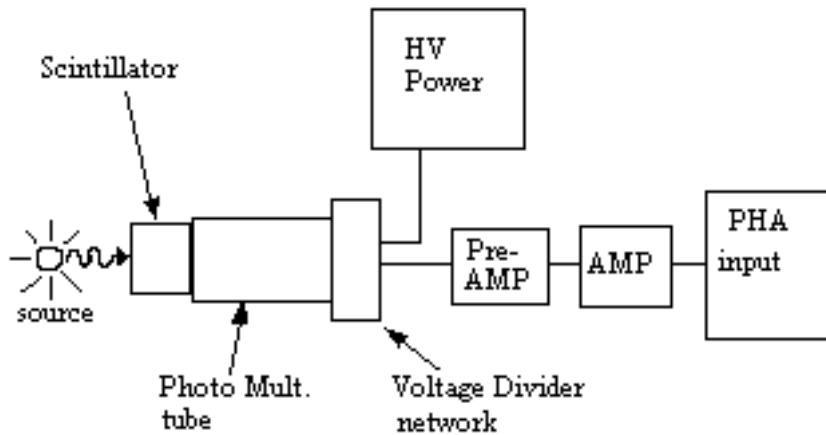 HV
Power
Scintillator
source
Pre-
AMP
AMP
PHA
input
Photo Mult.
tube
Voltage Divider
network